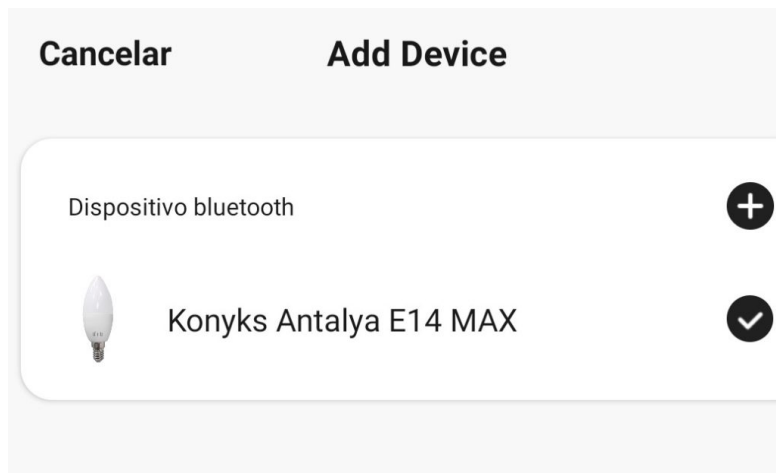 Cancelar Add Device
Dispositivo bluetooth
Konyks Antalya E14 MAX